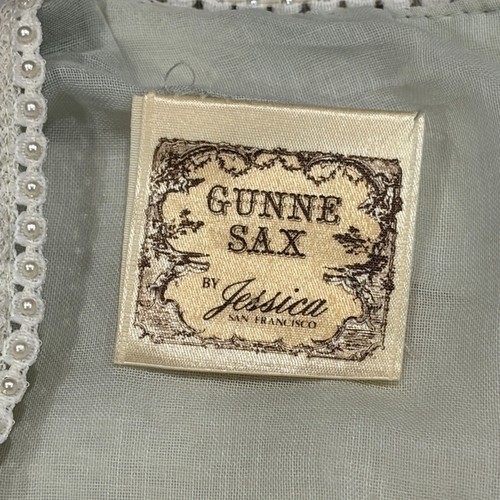 GUNNE
SAX
BY Jessica
SAN FRANCISCO